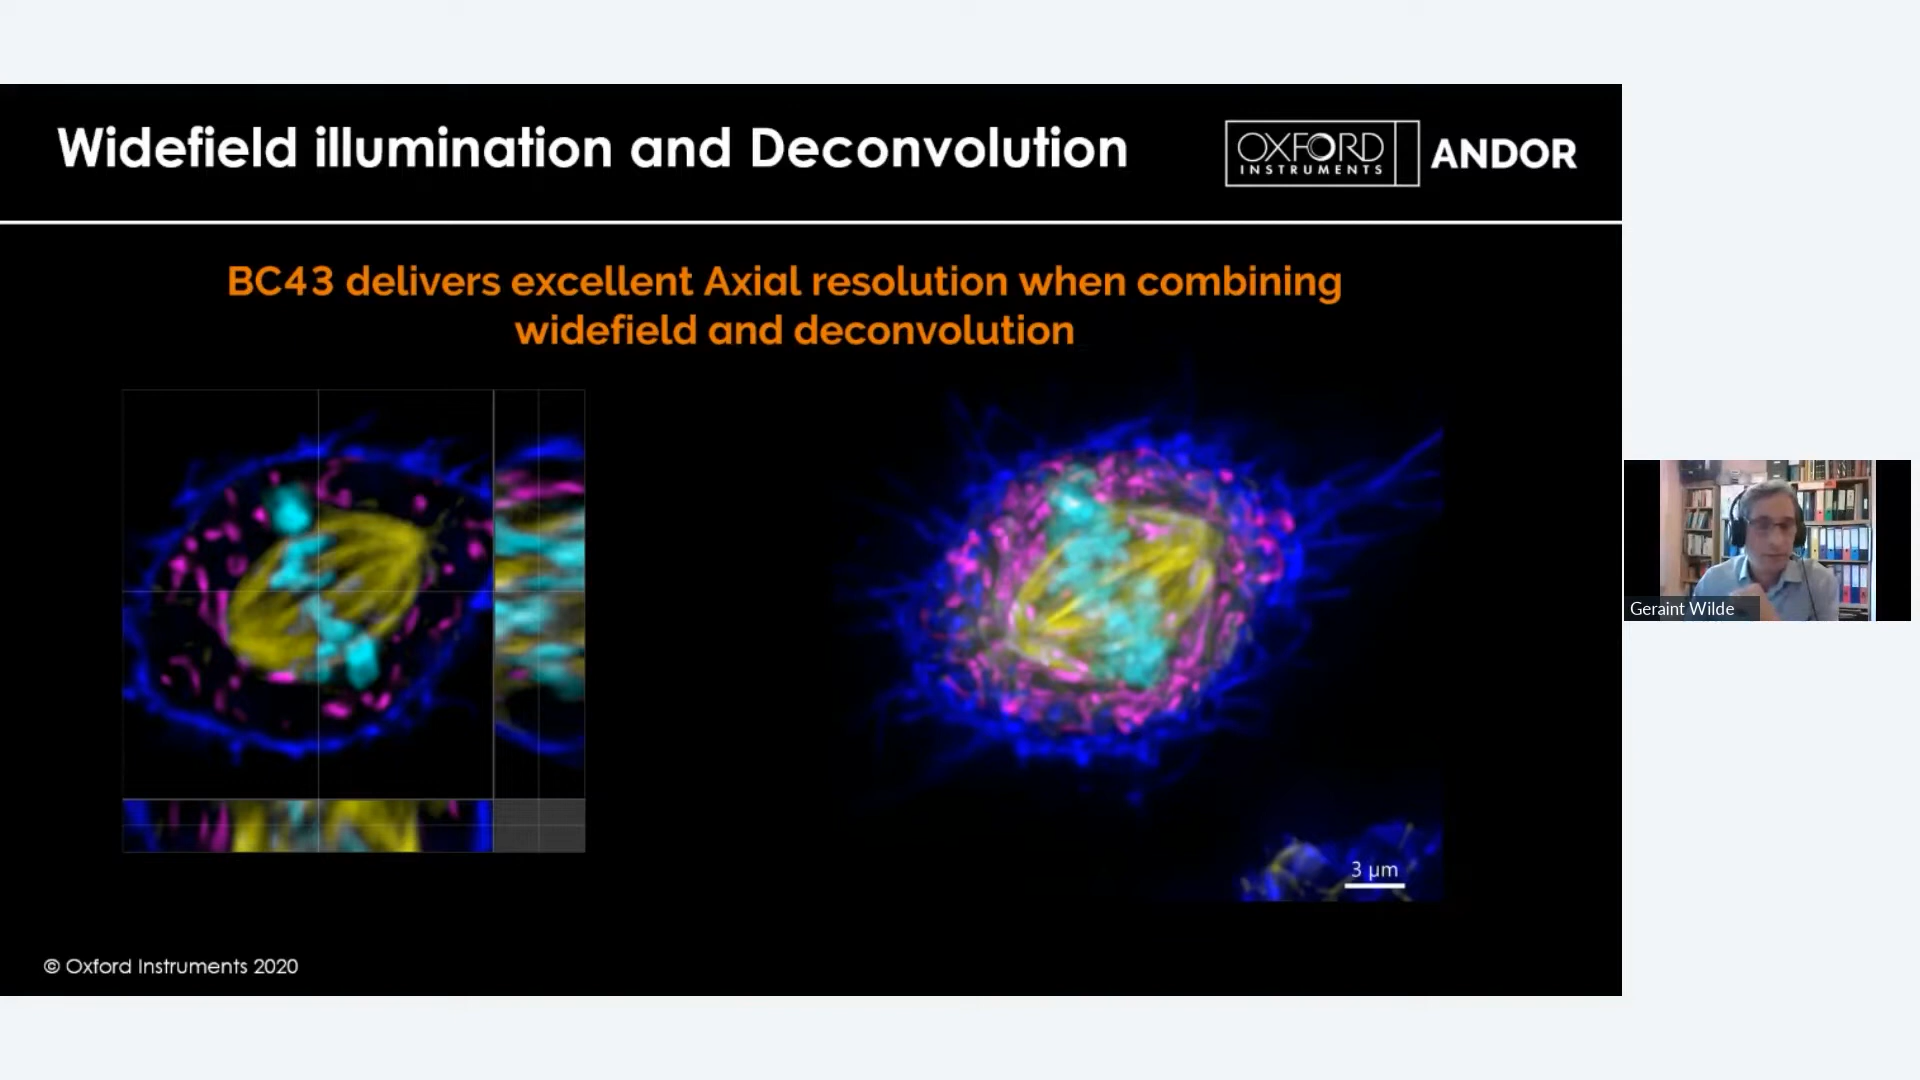 Widefield illumination and Deconvolution
OXFORD
INSTRUMENTS
ANDOR
BC43 delivers excellent Axial resolution when combining
widefield and deconvolution
3 µm
Geraint Wilde
© Oxford Instruments 2020